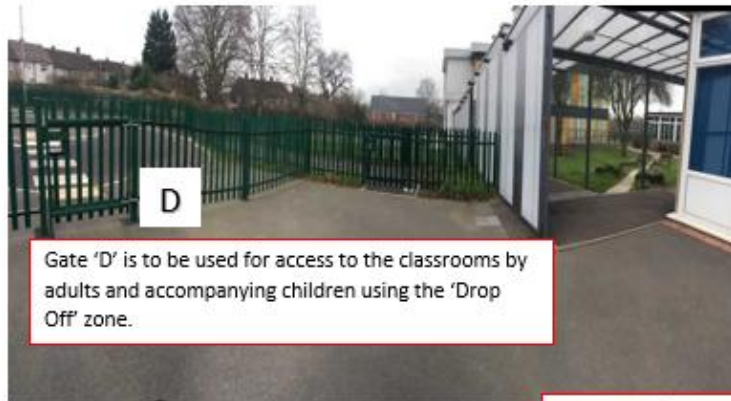 D
Gate ‘D’ is to be used for access to the classrooms by
adults and accompanying children using the ‘Drop
Off’ zone.